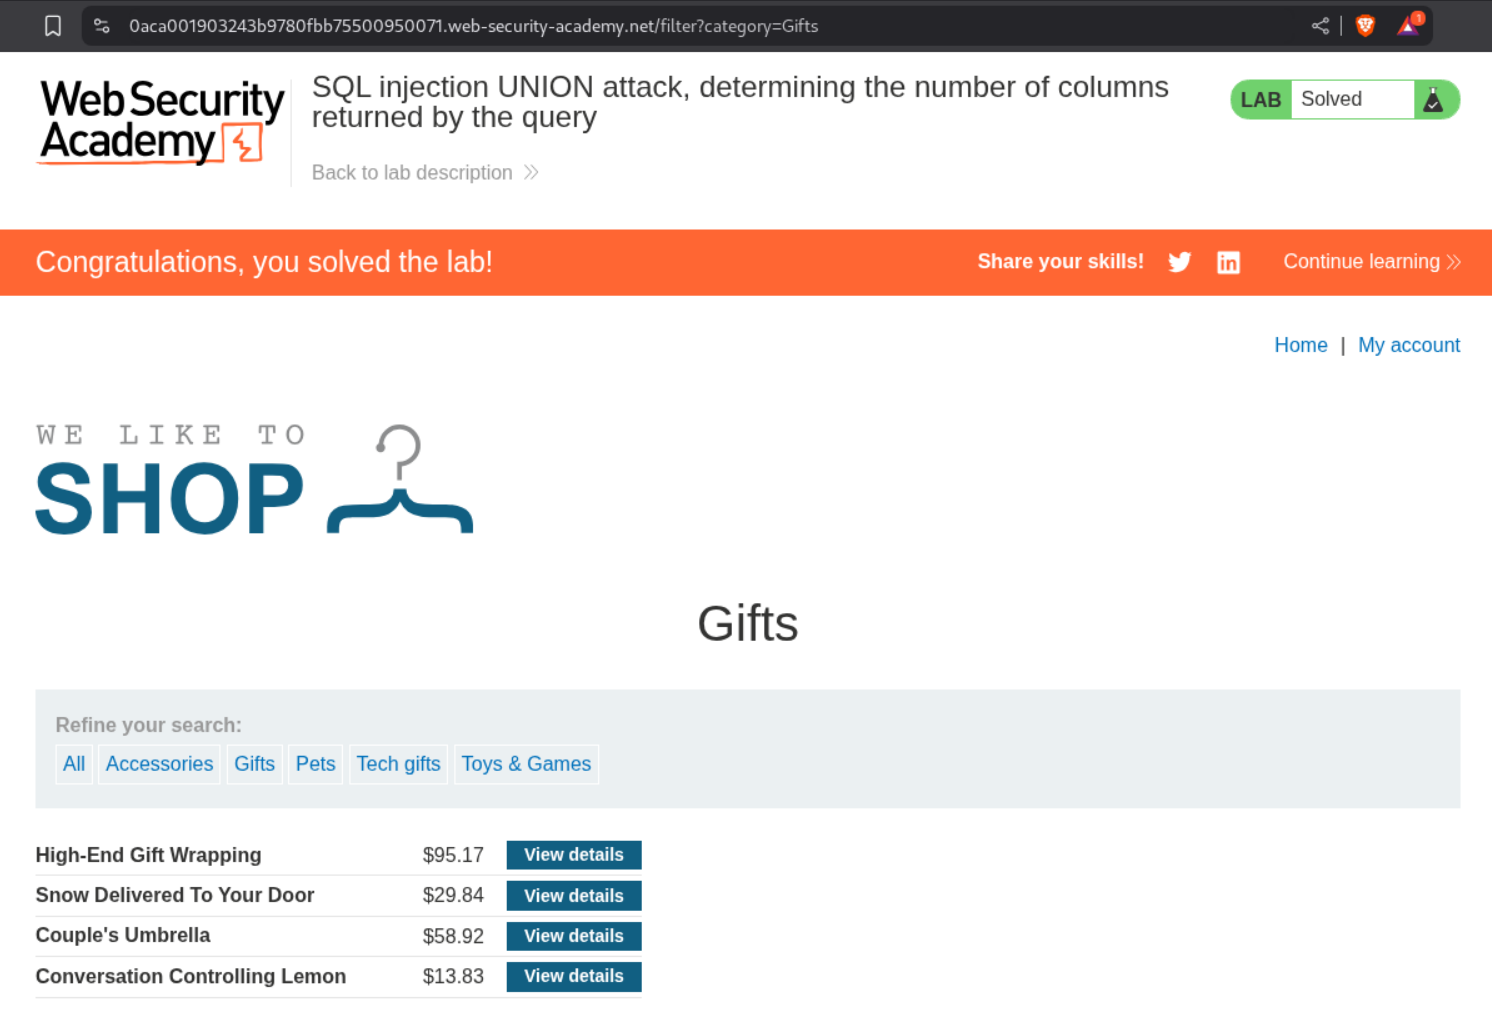 0aca001903243b9780fbb75500950071.web-security-academy.net/filter?category=Gifts
1
Web Security
Academy
SQL injection UNION attack, determining the number of columns
returned by the query
Back to lab description
LAB Solved
Congratulations, you solved the lab!
Share your skills!
Continue learning
Home | My account
WE LIKE TO
SHOP
Gifts
Refine your search:
All Accessories Gifts Pets Tech gifts Toys & Games
High-End Gift Wrapping $95.17 View details
Snow Delivered To Your Door $29.84 View details
Couple's Umbrella $58.92 View details
Conversation Controlling Lemon $13.83 View details